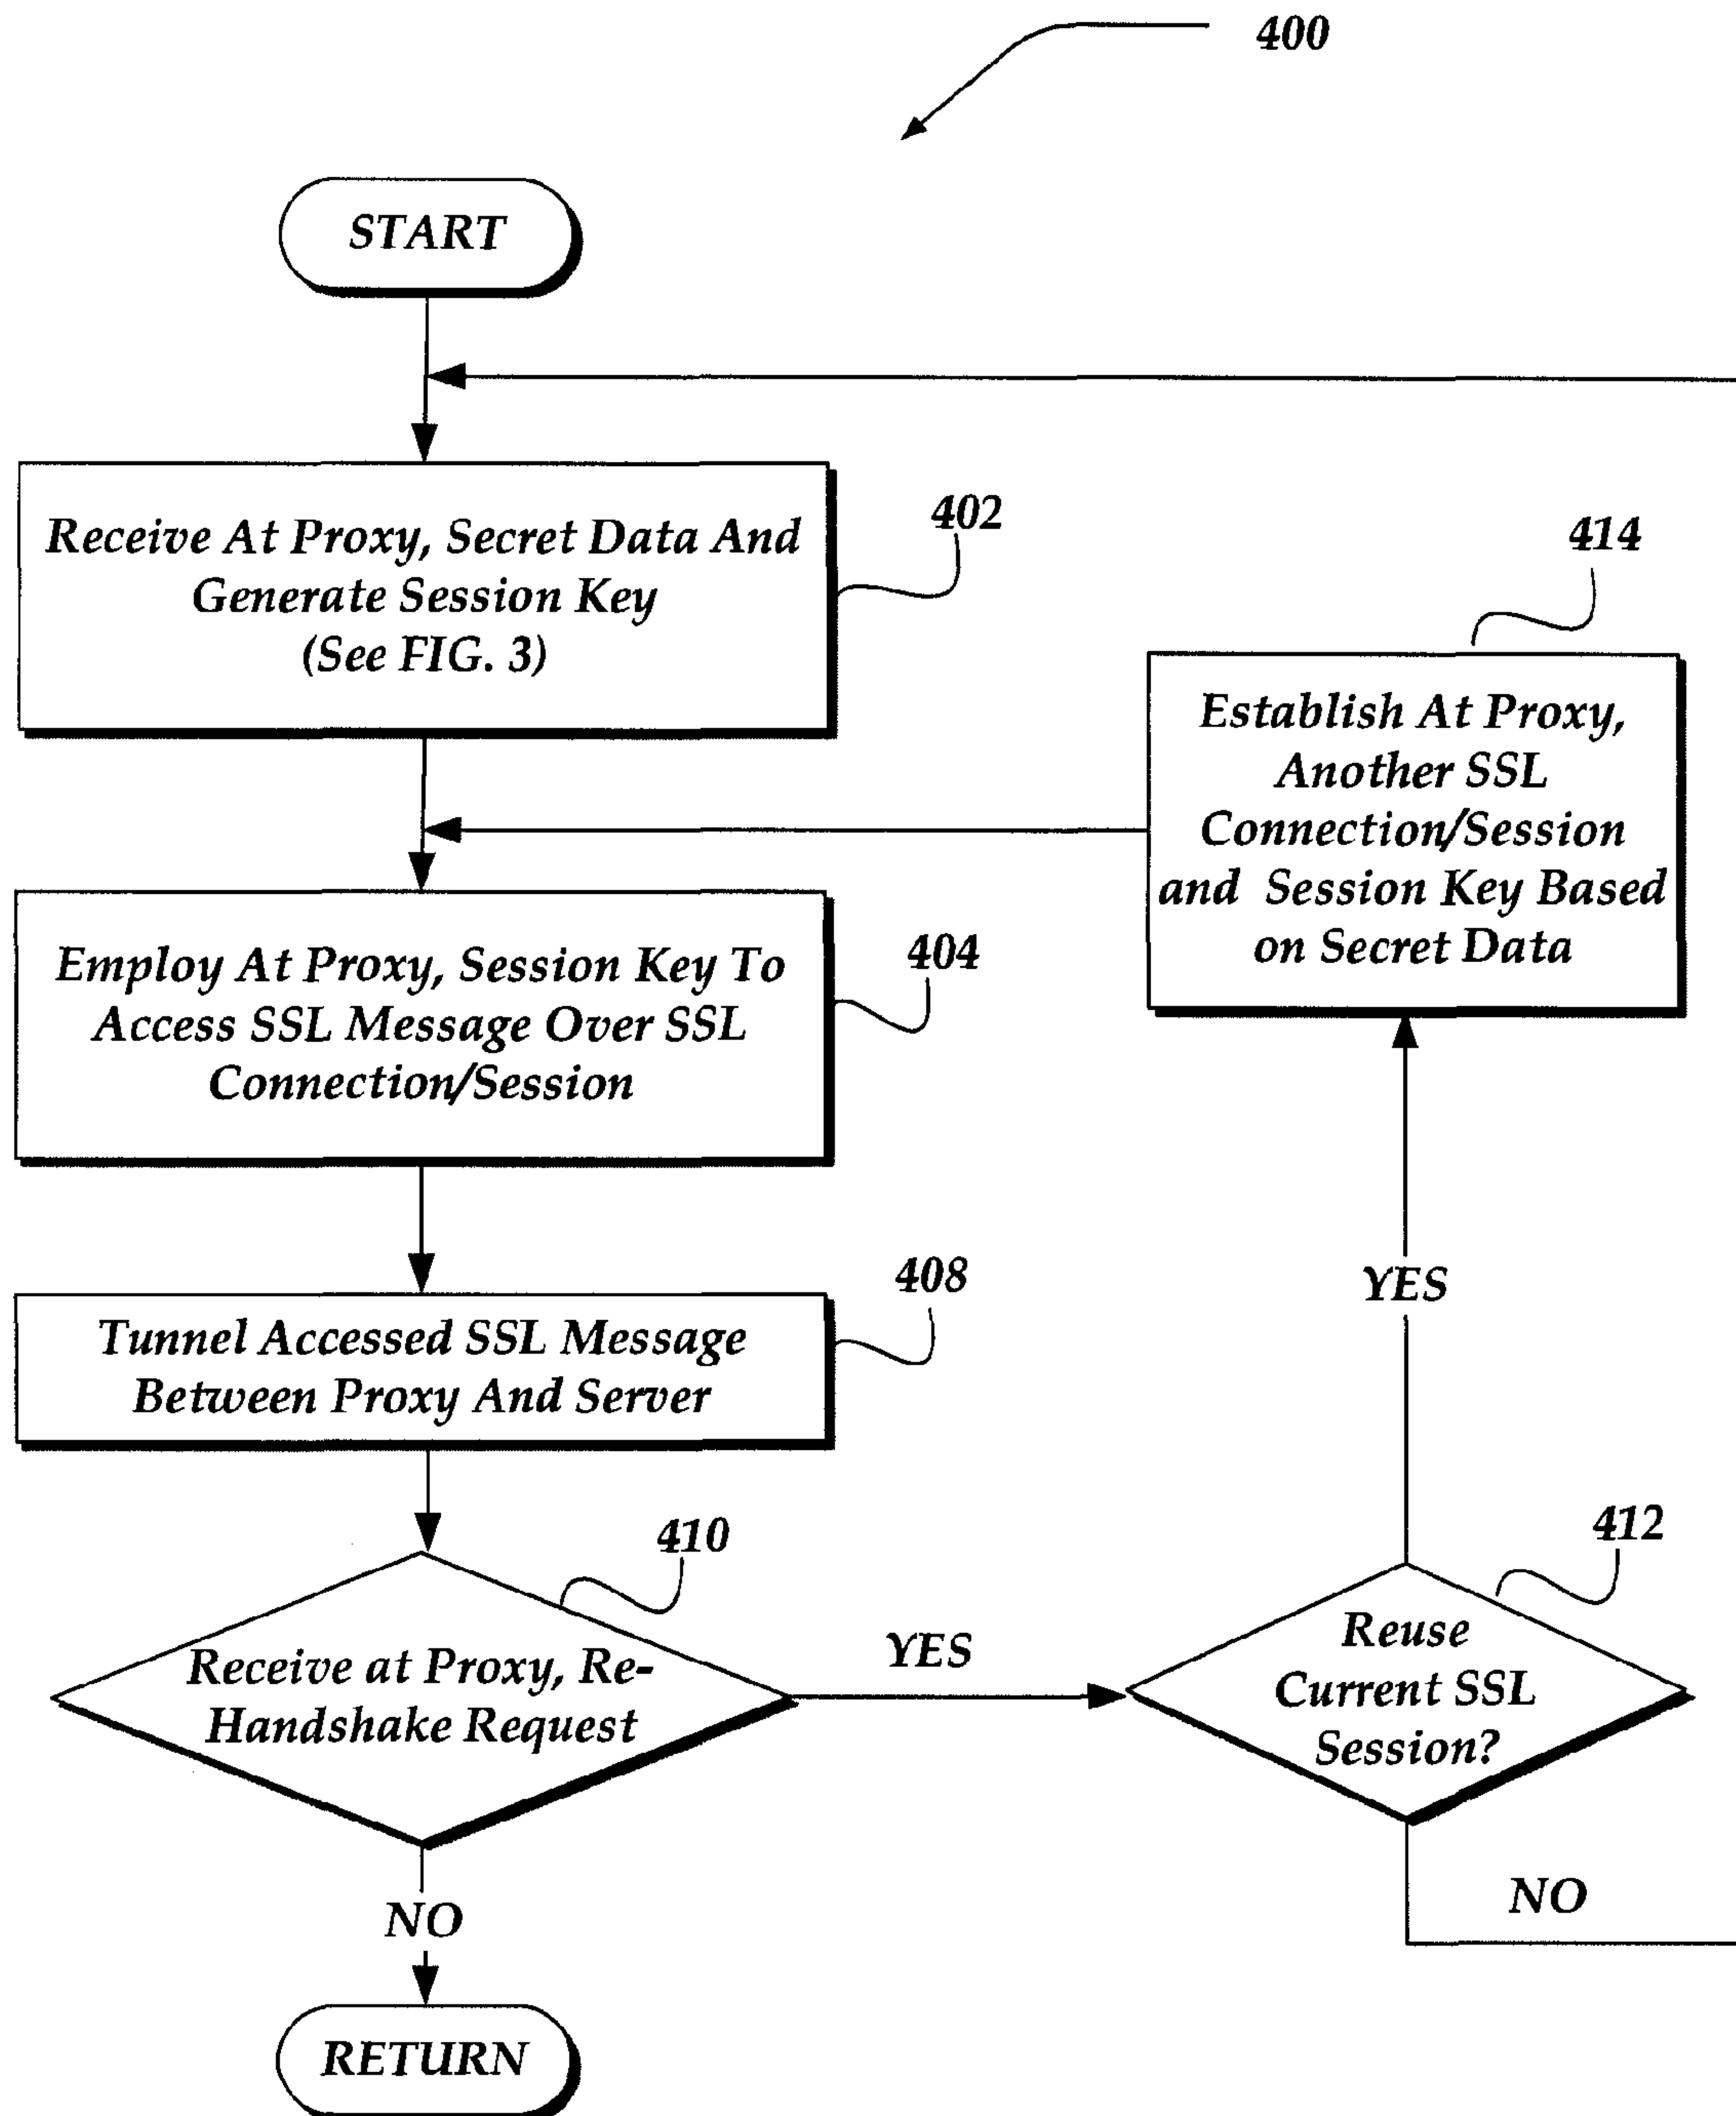 400
START
Receive At Proxy, Secret Data And
Generate Session Key
(See FIG. 3)
402
Employ At Proxy, Session Key To
Access SSL Message Over SSL
Connection/Session
404
Tunnel Accessed SSL Message
Between Proxy And Server
408
Receive at Proxy, Re-
Handshake Request
410
YES
NO
RETURN
Reuse
Current SSL
Session?
412
YES
NO
Establish At Proxy,
Another SSL
Connection/Session
and Session Key Based
on Secret Data
414